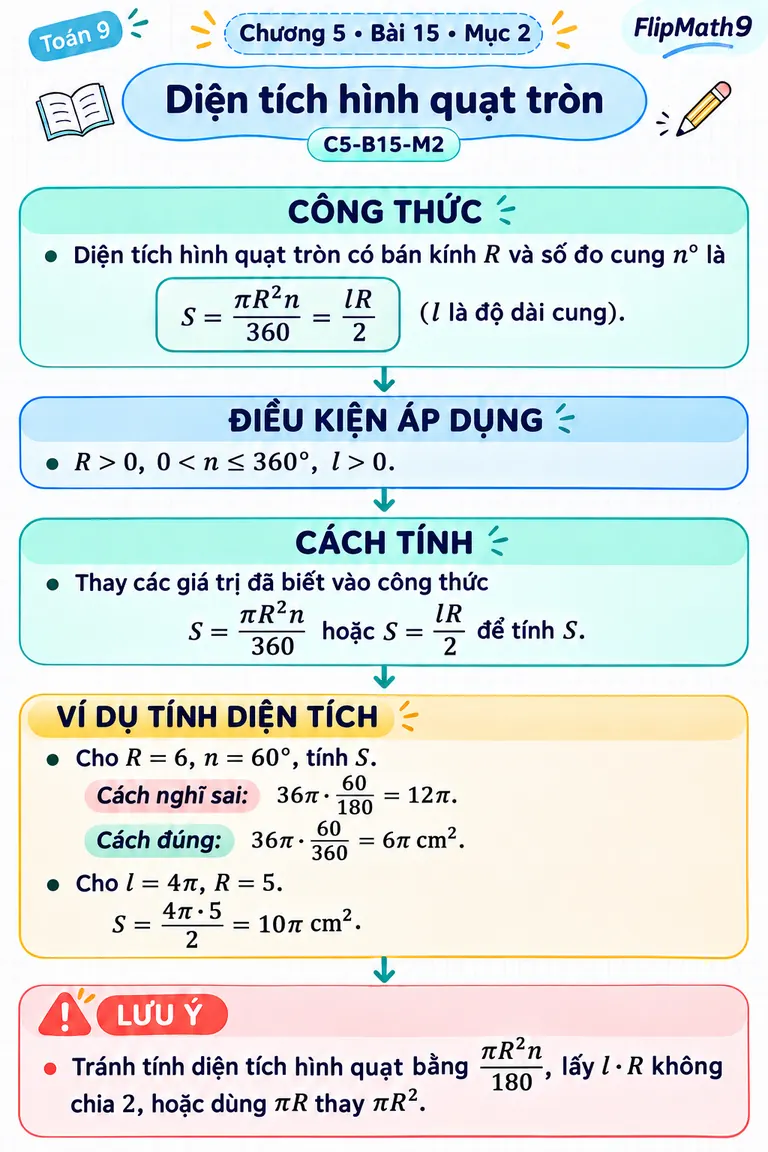 Toán 9
Chương 5 • Bài 15 • Mục 2
FlipMath9
Diện tích hình quạt tròn
C5-B15-M2
CÔNG THỨC
• Diện tích hình quạt tròn có bán kính R và số đo cung n° là
S = πR²n/360 = lR/2 (l là độ dài cung).
ĐIỀU KIỆN ÁP DỤNG
• R > 0, 0 < n ≤ 360°, l > 0.
CÁCH TÍNH
• Thay các giá trị đã biết vào công thức
S = πR²n/360 hoặc S = lR/2 để tính S.
VÍ DỤ TÍNH DIỆN TÍCH
• Cho R = 6, n = 60°, tính S.
Cách nghĩ sai: 36π · 60/180 = 12π.
Cách đúng: 36π · 60/360 = 6π cm².
• Cho l = 4π, R = 5.
S = 4π · 5/2 = 10π cm².
LƯU Ý
• Tránh tính diện tích hình quạt bằng πR²n/180, lấy l · R không
chia 2, hoặc dùng πR thay πR².